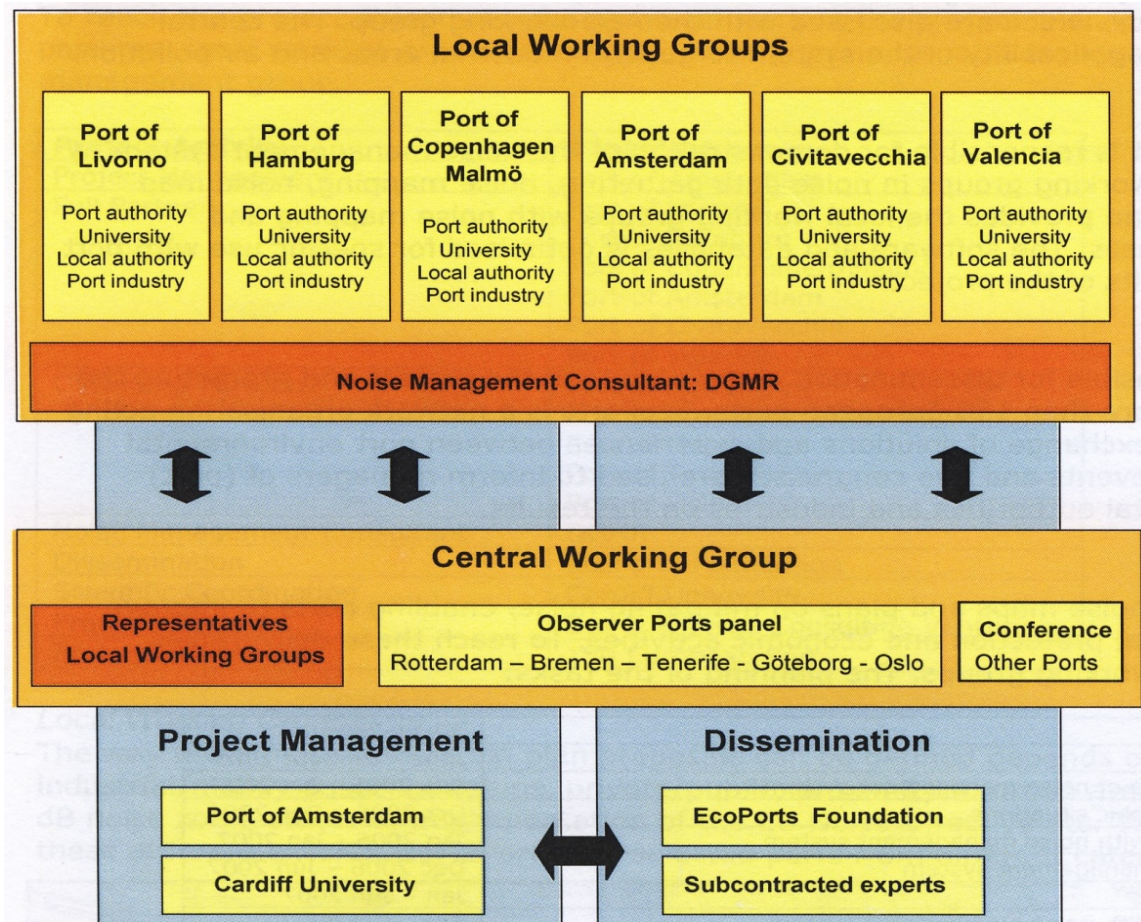 Local Working Groups
Port of
Livorno
Port authority
University
Local authority
Port industry
Port of
Hamburg
Port authority
University
Local authority
Port industry
Port of
Copenhagen
Malmö
Port authority
University
Local authority
Port industry
Port of
Amsterdam
Port authority
University
Local authority
Port industry
Port of
Civitavecchia
Port authority
University
Local authority
Port industry
Port of
Valencia
Port authority
University
Local authority
Port industry
Noise Management Consultant: DGMR
Central Working Group
Representatives
Local Working Groups
Observer Ports panel
Rotterdam – Bremen – Tenerife - Göteborg - Oslo
Conference
Other Ports
Project Management
Port of Amsterdam
Cardiff University
Dissemination
EcoPorts Foundation
Subcontracted experts